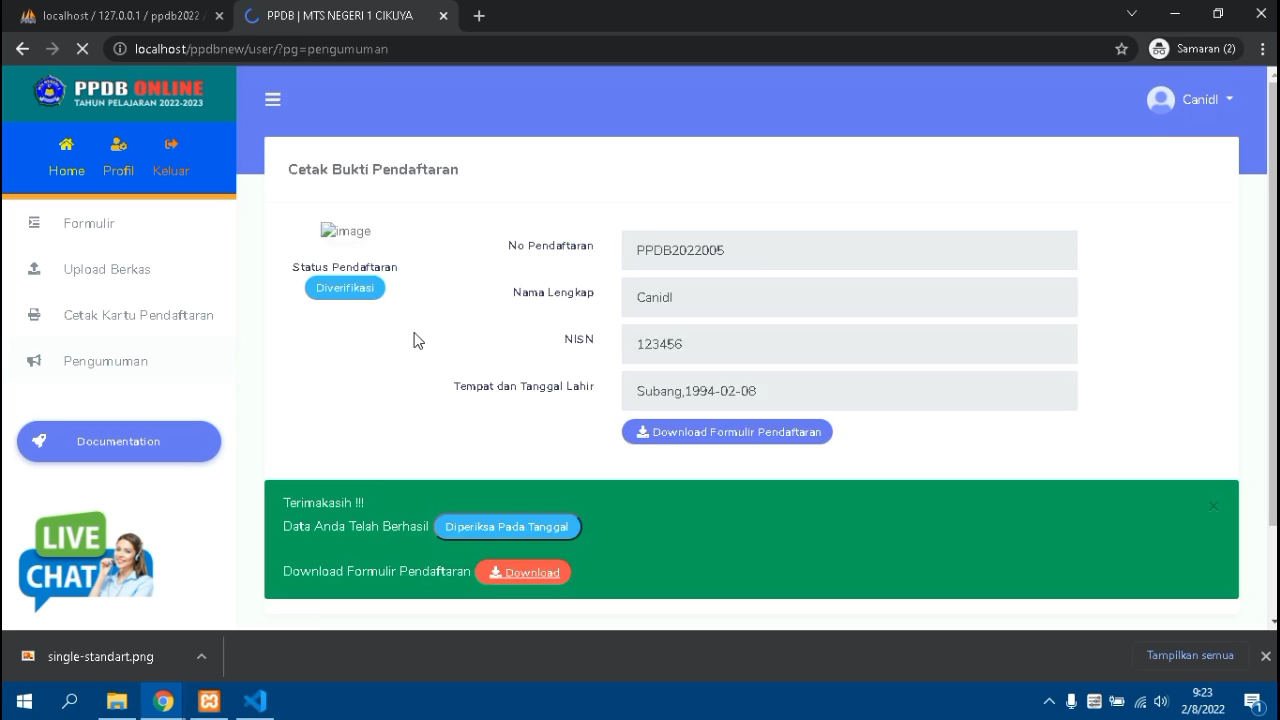 localhost / 127.0.0.1 / ppdb2022
PPDB | MTS NEGERI 1 CIKUYA
localhost/ppdbnew/user/?pg=pengumuman
Samaran (2)
PPDB ONLINE
TAHUN PELAJARAN 2022-2023
Canidl
Home
Profil
Keluar
Formulir
Upload Berkas
Cetak Kartu Pendaftaran
Pengumuman
Documentation
LIVE
CHAT
Cetak Bukti Pendaftaran
image
Status Pendaftaran
Diverifikasi
No Pendaftaran
PPDB2022005
Nama Lengkap
Canidl
NISN
123456
Tempat dan Tanggal Lahir
Subang,1994-02-08
Download Formulir Pendaftaran
Terimakasih !!!
Data Anda Telah Berhasil Diperiksa Pada Tanggal
Download Formulir Pendaftaran Download
single-standart.png
Tampilkan semua
9:23
2/8/2022
1